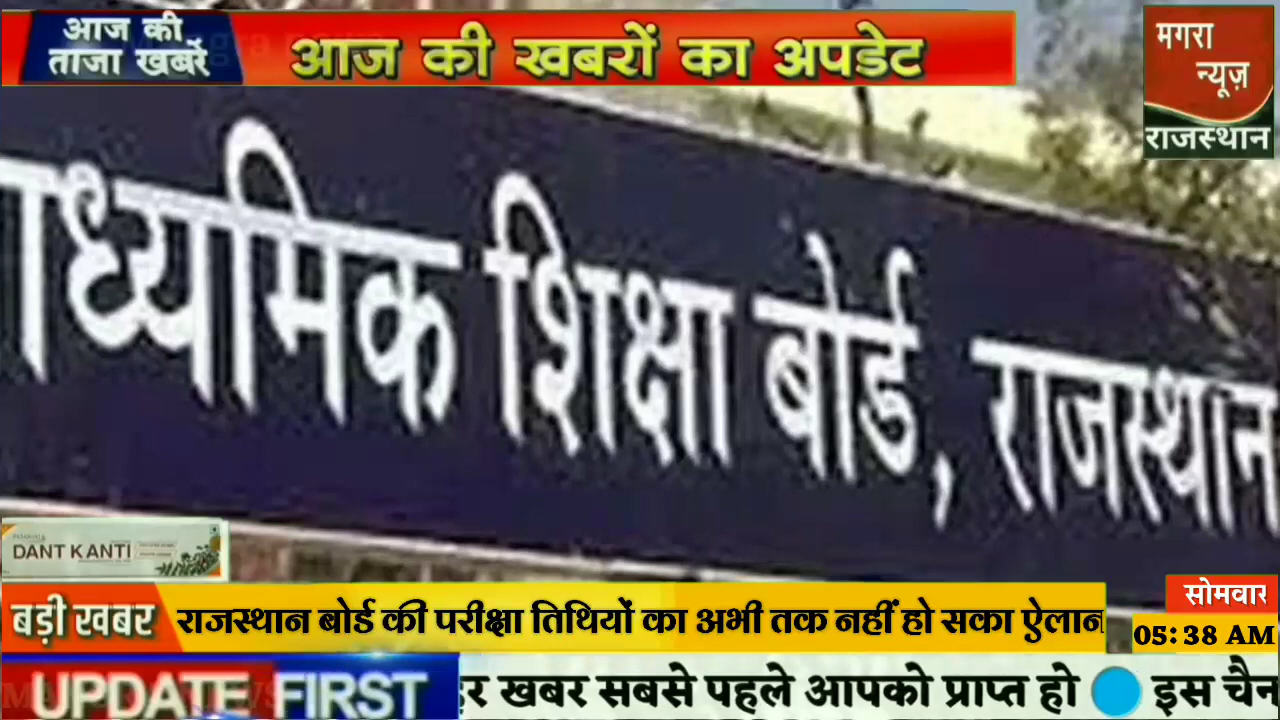 आज की
ताजा खबरें
आज की खबरों का अपडेट
मगरा
न्यूज़
राजस्थान
ाध्यमिक शिक्षा बोर्ड, राजस्थान
DANT KANTI
बड़ी खबर
राजस्थान बोर्ड की परीक्षा तिथियों का अभी तक नहीं हो सका ऐलान
सोमवार
05:38 AM
UPDATE FIRST
हर खबर सबसे पहले आपको प्राप्त हो
इस चैन